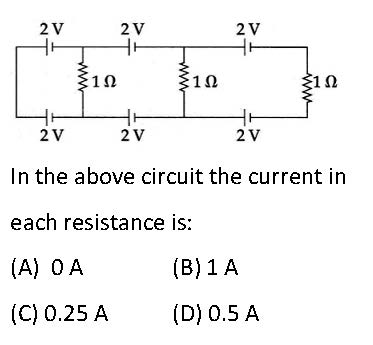 2 V 2 V 2 V
1 Ω 1 Ω 1 Ω
2 V 2 V 2 V
In the above circuit the current in
each resistance is:
(A) 0 A (B) 1 A
(C) 0.25 A (D) 0.5 A